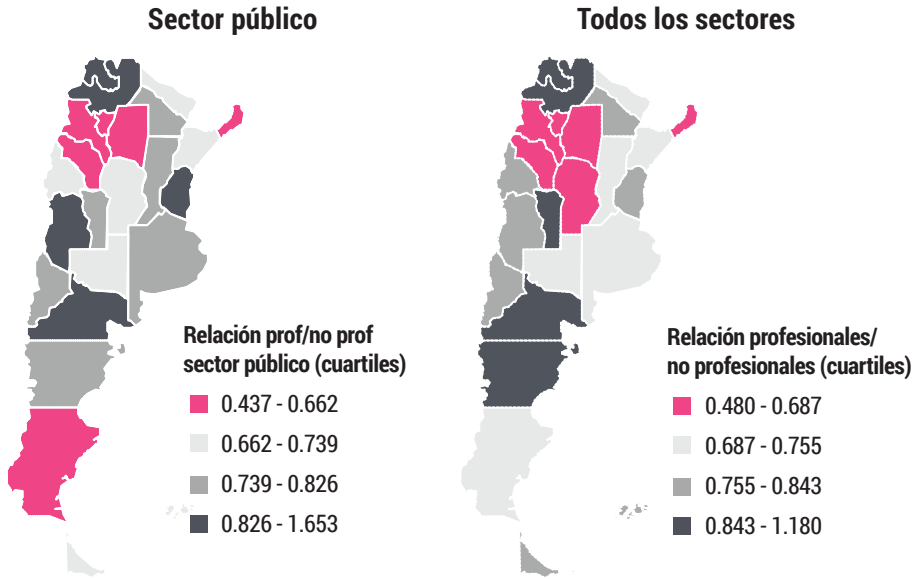 Sector público
Todos los sectores
Relación prof/no prof
sector público (cuartiles)
0.437 - 0.662
0.662 - 0.739
0.739 - 0.826
0.826 - 1.653
Relación profesionales/
no profesionales (cuartiles)
0.480 - 0.687
0.687 - 0.755
0.755 - 0.843
0.843 - 1.180